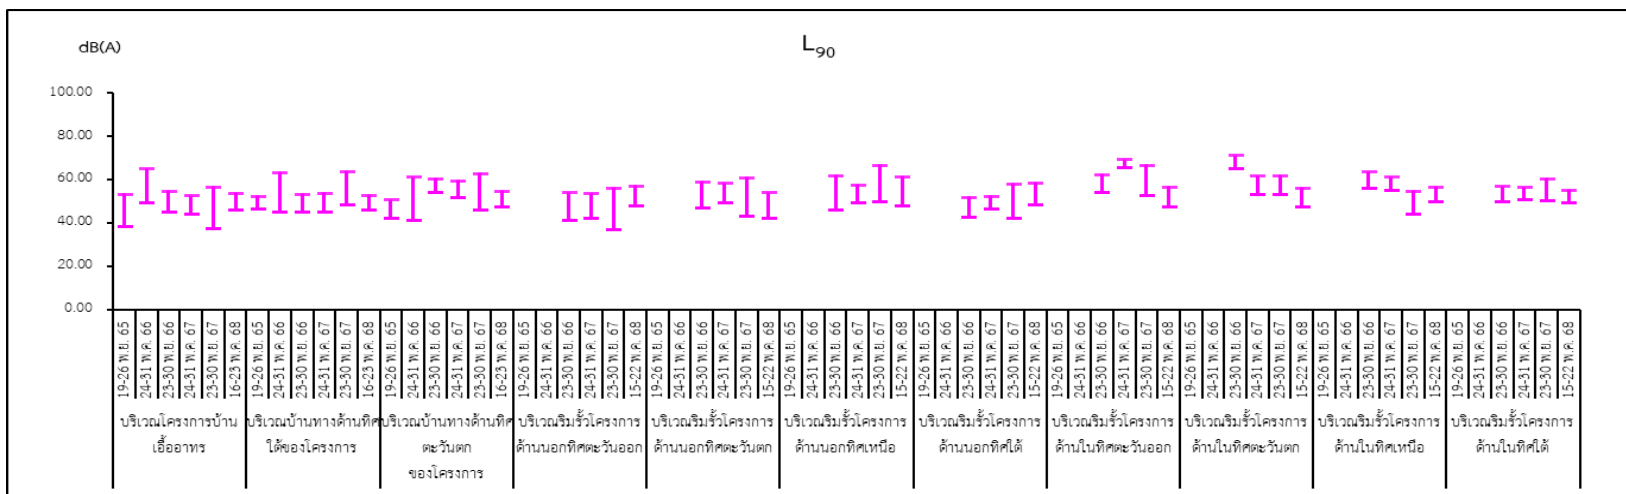 L90
dB(A)
100.00
80.00
60.00
40.00
20.00
0.00
19-26 พ.ย. 65
24-31 พ.ค. 66
23-30 พ.ย. 66
24-31 พ.ค. 67
23-30 พ.ย. 67
16-23 พ.ค. 68
19-26 พ.ย. 65
24-31 พ.ค. 66
23-30 พ.ย. 66
24-31 พ.ค. 67
23-30 พ.ย. 67
16-23 พ.ค. 68
19-26 พ.ย. 65
24-31 พ.ค. 66
23-30 พ.ย. 66
24-31 พ.ค. 67
23-30 พ.ย. 67
16-23 พ.ค. 68
19-26 พ.ย. 65
24-31 พ.ค. 66
23-30 พ.ย. 66
24-31 พ.ค. 67
23-30 พ.ย. 67
15-22 พ.ค. 68
19-26 พ.ย. 65
24-31 พ.ค. 66
23-30 พ.ย. 66
24-31 พ.ค. 67
23-30 พ.ย. 67
15-22 พ.ค. 68
19-26 พ.ย. 65
24-31 พ.ค. 66
23-30 พ.ย. 66
24-31 พ.ค. 67
23-30 พ.ย. 67
15-22 พ.ค. 68
19-26 พ.ย. 65
24-31 พ.ค. 66
23-30 พ.ย. 66
24-31 พ.ค. 67
23-30 พ.ย. 67
15-22 พ.ค. 68
19-26 พ.ย. 65
24-31 พ.ค. 66
23-30 พ.ย. 66
24-31 พ.ค. 67
23-30 พ.ย. 67
15-22 พ.ค. 68
19-26 พ.ย. 65
24-31 พ.ค. 66
23-30 พ.ย. 66
24-31 พ.ค. 67
23-30 พ.ย. 67
15-22 พ.ค. 68
19-26 พ.ย. 65
24-31 พ.ค. 66
23-30 พ.ย. 66
24-31 พ.ค. 67
23-30 พ.ย. 67
15-22 พ.ค. 68
19-26 พ.ย. 65
24-31 พ.ค. 66
23-30 พ.ย. 66
24-31 พ.ค. 67
23-30 พ.ย. 67
15-22 พ.ค. 68
บริเวณโครงการบ้าน
เอื้ออาทร
บริเวณบ้านทางด้านทิศ
ใต้ของโครงการ
บริเวณบ้านทางด้านทิศ
ตะวันตก
ของโครงการ
บริเวณริมรั้วโครงการ
ด้านนอกทิศตะวันออก
บริเวณริมรั้วโครงการ
ด้านนอกทิศตะวันตก
บริเวณริมรั้วโครงการ
ด้านนอกทิศเหนือ
บริเวณริมรั้วโครงการ
ด้านนอกทิศใต้
บริเวณริมรั้วโครงการ
ด้านในทิศตะวันออก
บริเวณริมรั้วโครงการ
ด้านในทิศตะวันตก
บริเวณริมรั้วโครงการ
ด้านในทิศเหนือ
บริเวณริมรั้วโครงการ
ด้านในทิศใต้